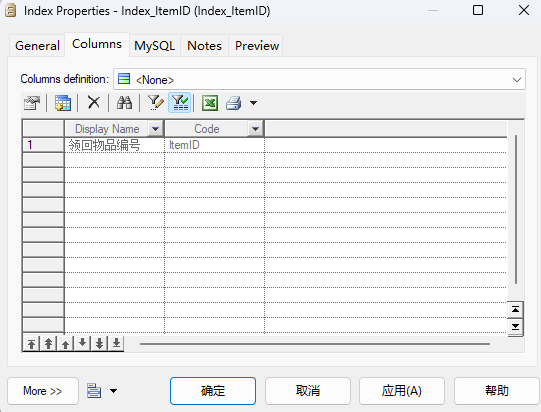 Index Properties - Index_ItemID (Index_ItemID)
General Columns MySQL Notes Preview
Columns definition: <None>
Display Name Code
1 领回物品编号 ItemID
More >> 确定 取消 应用(A) 帮助